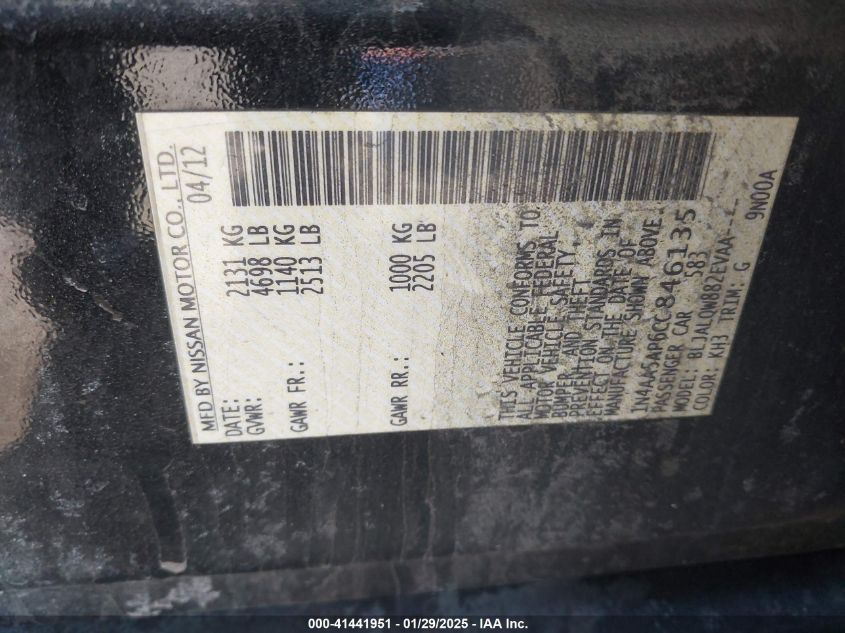 MFD BY NISSAN MOTOR CO., LTD.
DATE: 04/12
GVWR: 2131 KG
4698 LB
GAWR FR.: 1140 KG
2513 LB
GAWR RR.: 1000 KG
2205 LB
THIS VEHICLE CONFORMS TO
ALL APPLICABLE FEDERAL
MOTOR VEHICLE SAFETY,
BUMPER, AND THEFT
PREVENTION STANDARDS IN
EFFECT ON THE DATE OF
MANUFACTURE SHOWN ABOVE.
1N4AA5AP6CC846135
PASSENGER CAR 383
MODEL: BLJALQWBB2EVAA--
COLOR: KH3 TRIM: G 9N00A
000-41441951 | 01/29/2025 - IAA Inc.